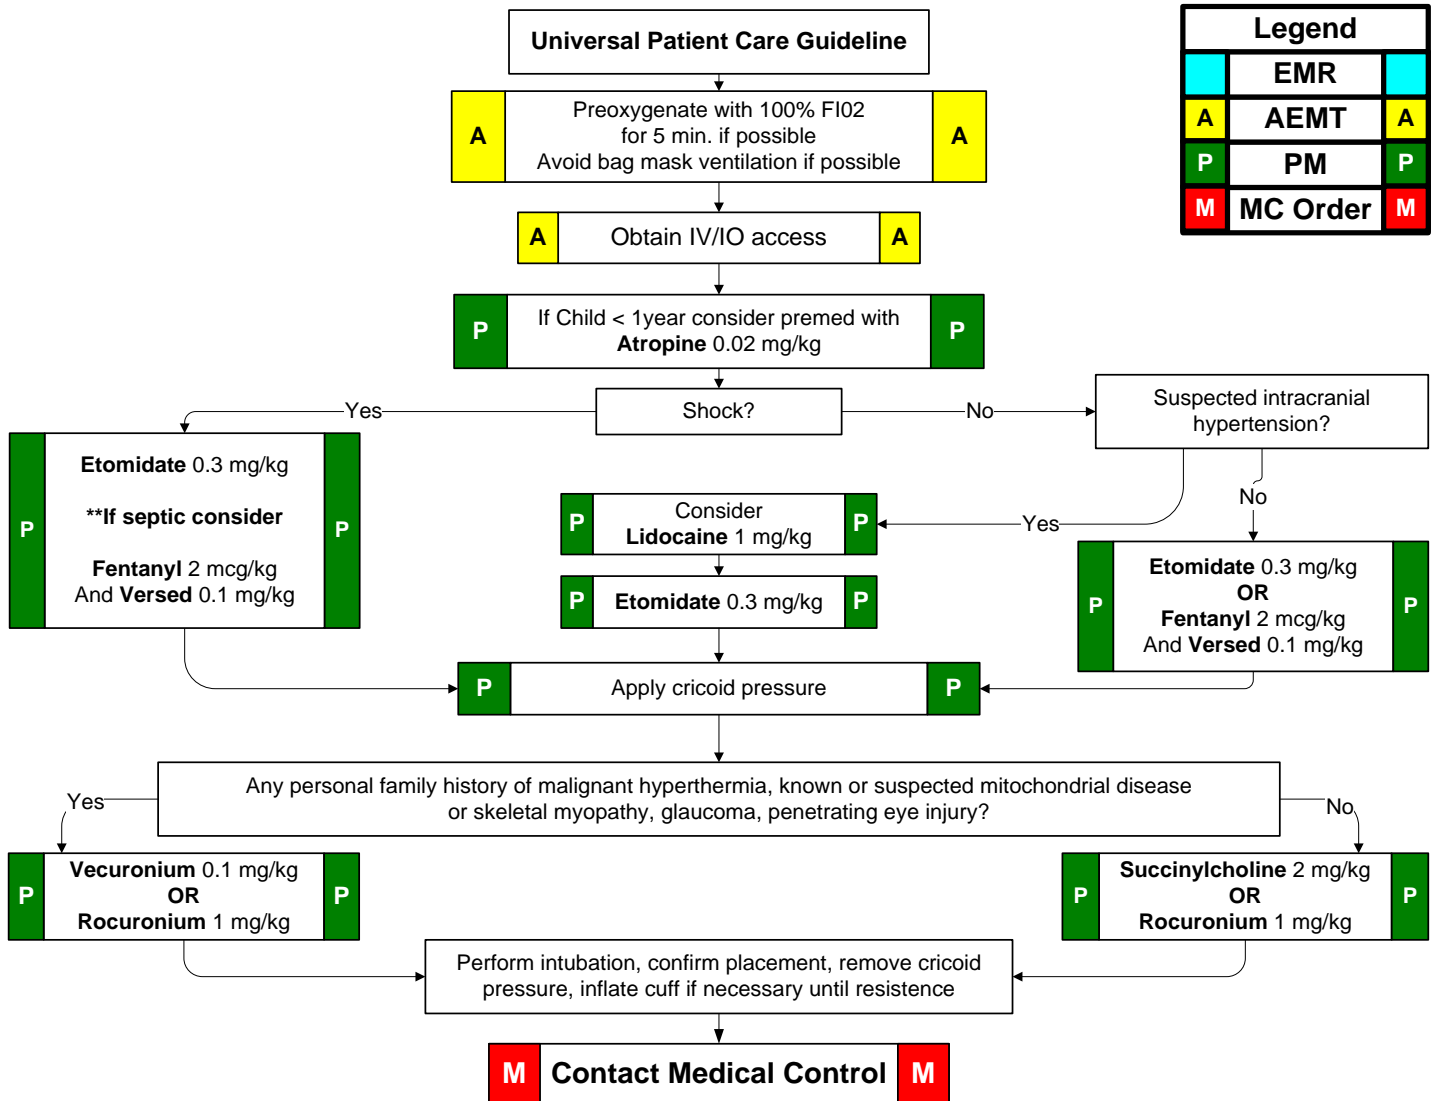 Universal Patient Care Guideline
Legend
EMR
A AEMT A
P PM P
M MC Order M
A Preoxygenate with 100% FI02 A
for 5 min. if possible
Avoid bag mask ventilation if possible
A Obtain IV/IO access A
P If Child < 1year consider premed with P
Atropine 0.02 mg/kg
Yes
Shock?
No
Suspected intracranial
hypertension?
P Etomidate 0.3 mg/kg P
**If septic consider
Fentanyl 2 mcg/kg
And Versed 0.1 mg/kg
Yes
No
P Consider P
Lidocaine 1 mg/kg
P Etomidate 0.3 mg/kg P
P Etomidate 0.3 mg/kg P
OR
Fentanyl 2 mcg/kg
And Versed 0.1 mg/kg
P Apply cricoid pressure P
Any personal family history of malignant hyperthermia, known or suspected mitochondrial disease
or skeletal myopathy, glaucoma, penetrating eye injury?
Yes
No
P Vecuronium 0.1 mg/kg P
OR
Rocuronium 1 mg/kg
P Succinylcholine 2 mg/kg P
OR
Rocuronium 1 mg/kg
Perform intubation, confirm placement, remove cricoid
pressure, inflate cuff if necessary until resistence
M Contact Medical Control M